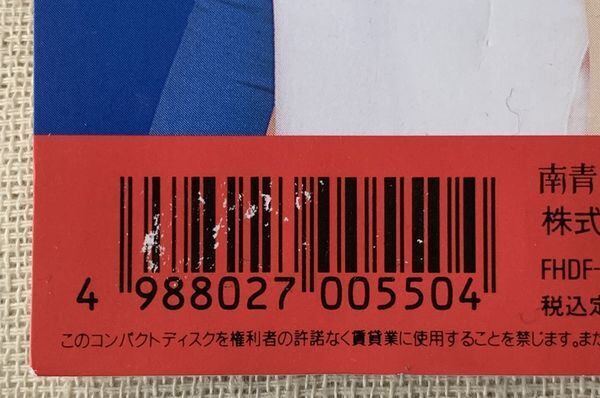 南青
株式
FHDF-
税込定
4 988027 005504
このコンパクトディスクを権利者の許諾なく賃貸業に使用することを禁じます。また